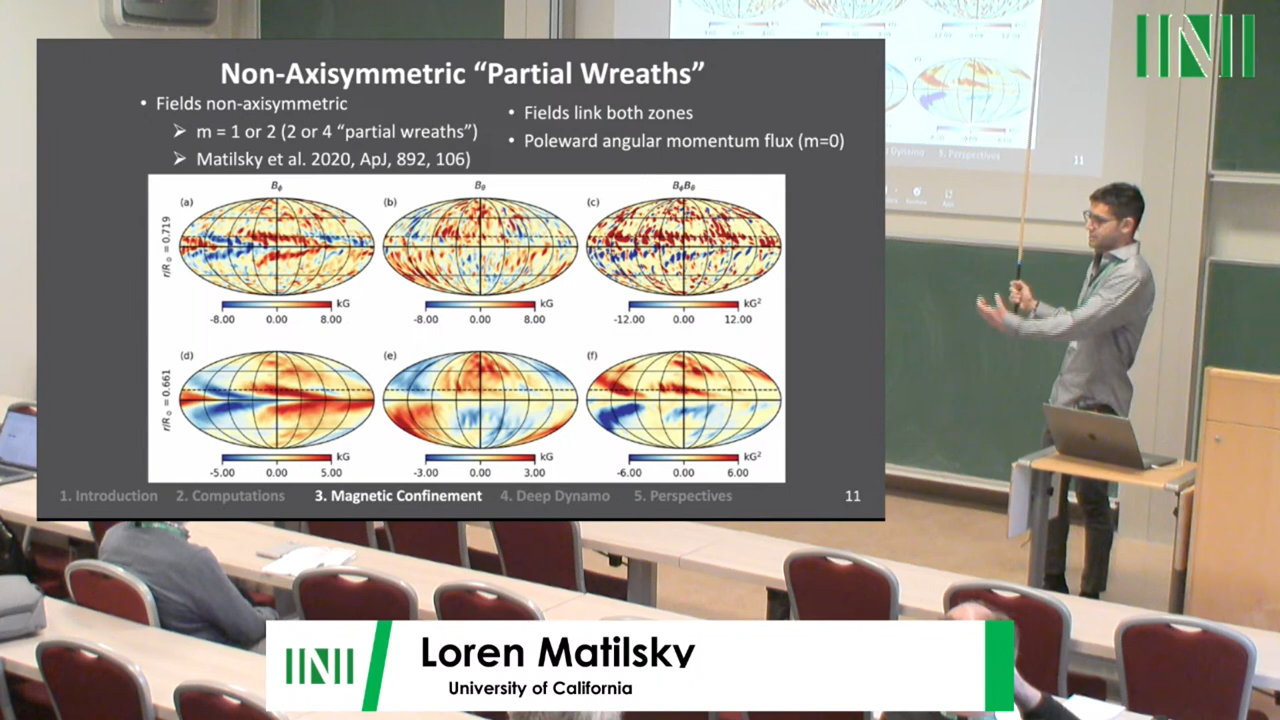 Non-Axisymmetric “Partial Wreaths”
• Fields non-axisymmetric
➢ m = 1 or 2 (2 or 4 “partial wreaths”)
➢ Matilsky et al. 2020, ApJ, 892, 106)
• Fields link both zones
• Poleward angular momentum flux (m=0)
Bϕ Bθ BϕBθ
(a) (b) (c)
r/R⊙ = 0.719
kG kG kG²
-8.00 0.00 8.00 -8.00 0.00 8.00 -12.00 0.00 12.00
(d) (e) (f)
r/R⊙ = 0.661
kG kG kG²
-5.00 0.00 5.00 -3.00 0.00 3.00 -6.00 0.00 6.00
1. Introduction 2. Computations 3. Magnetic Confinement 4. Deep Dynamo 5. Perspectives 11
Dynamo 5. Perspectives 11
Loren Matilsky
University of California